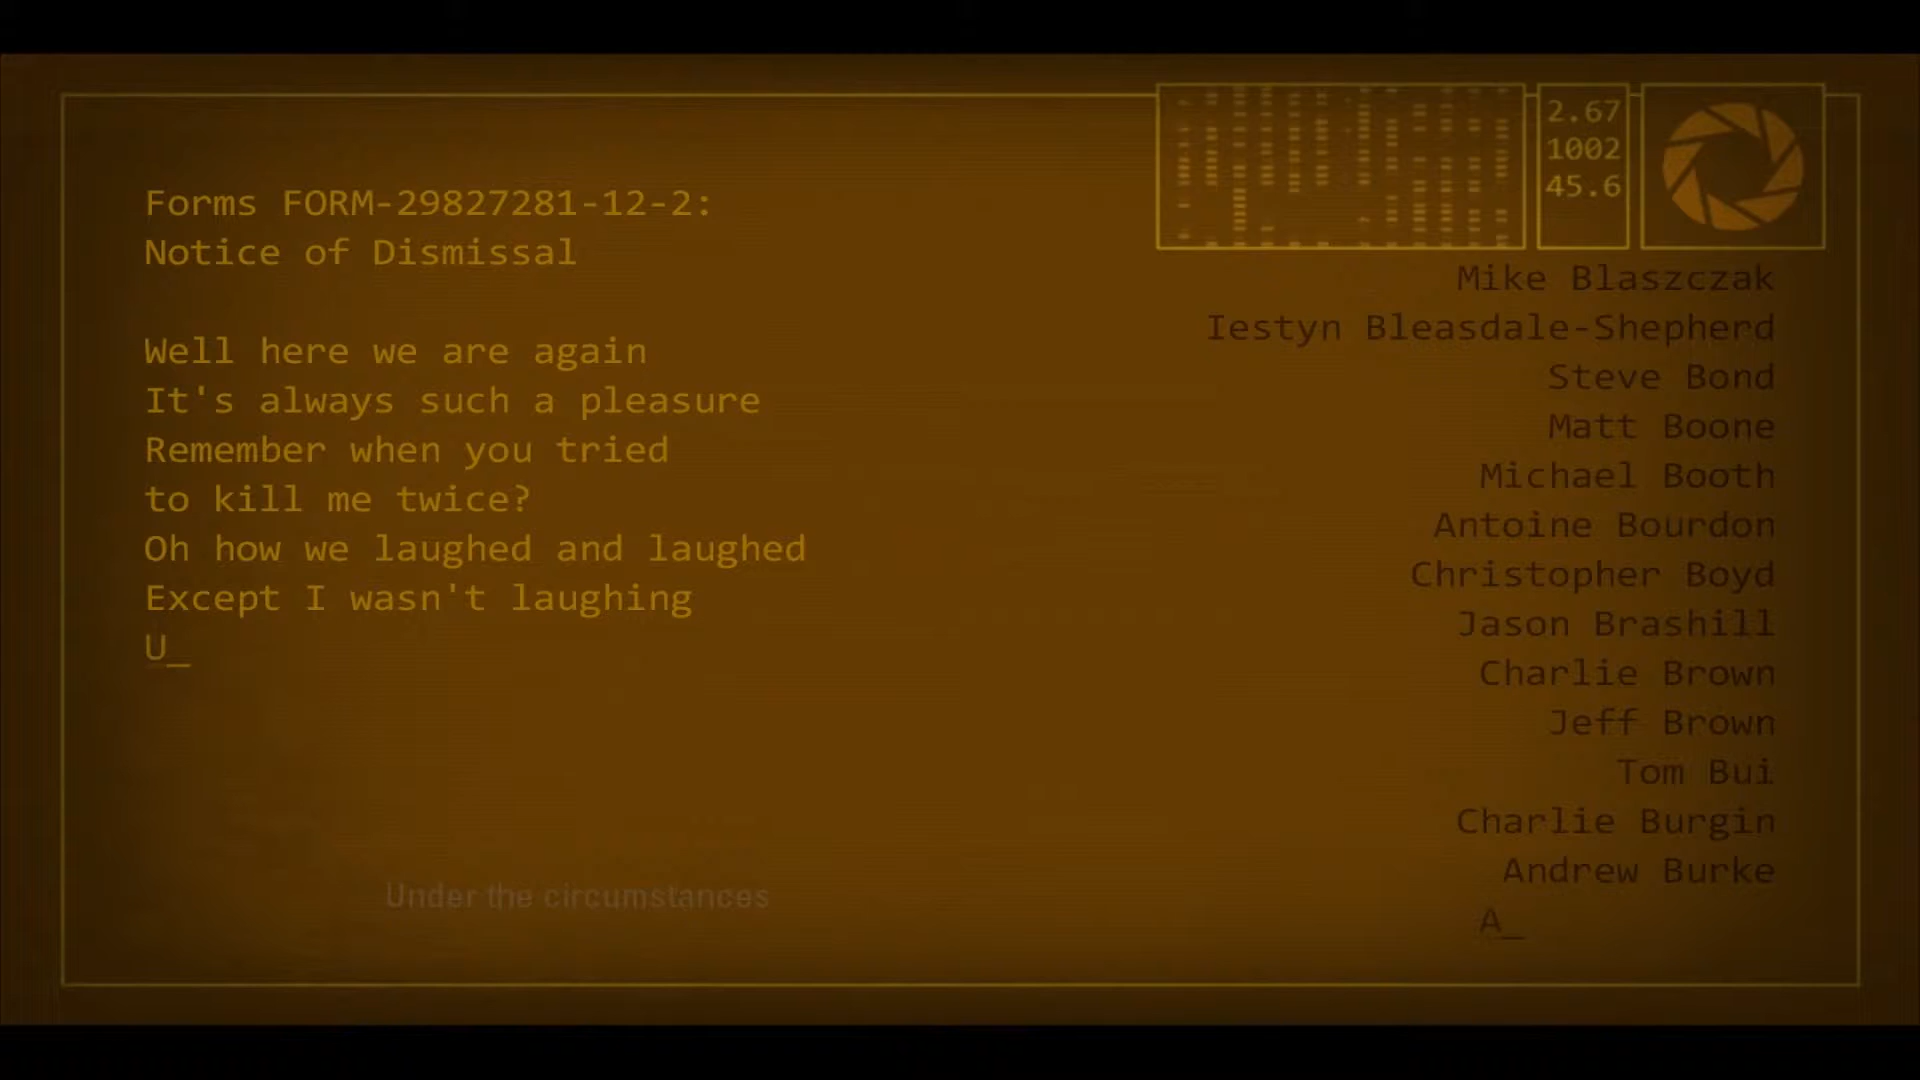 Forms FORM-29827281-12-2:
Notice of Dismissal
Well here we are again
It's always such a pleasure
Remember when you tried
to kill me twice?
Oh how we laughed and laughed
Except I wasn't laughing
U_
Under the circumstances
2.67
1002
45.6
Mike Blaszczak
Iestyn Bleasdale-Shepherd
Steve Bond
Matt Boone
Michael Booth
Antoine Bourdon
Christopher Boyd
Jason Brashill
Charlie Brown
Jeff Brown
Tom Bui
Charlie Burgin
Andrew Burke
A_